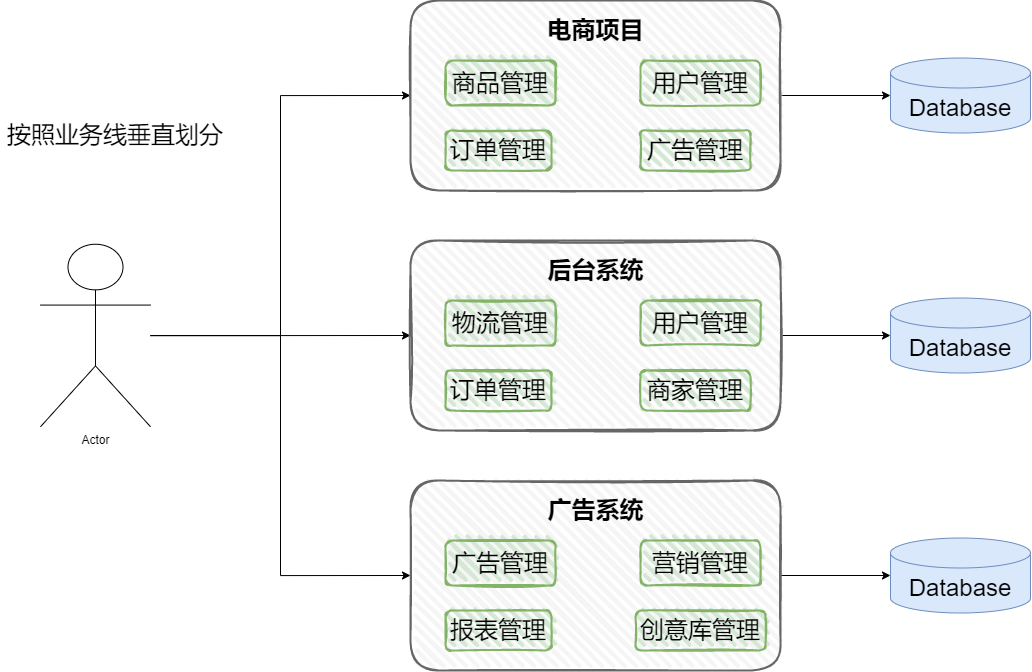 按照业务线垂直划分
Actor
电商项目
商品管理
用户管理
订单管理
广告管理
Database
后台系统
物流管理
用户管理
订单管理
商家管理
Database
广告系统
广告管理
营销管理
报表管理
创意库管理
Database